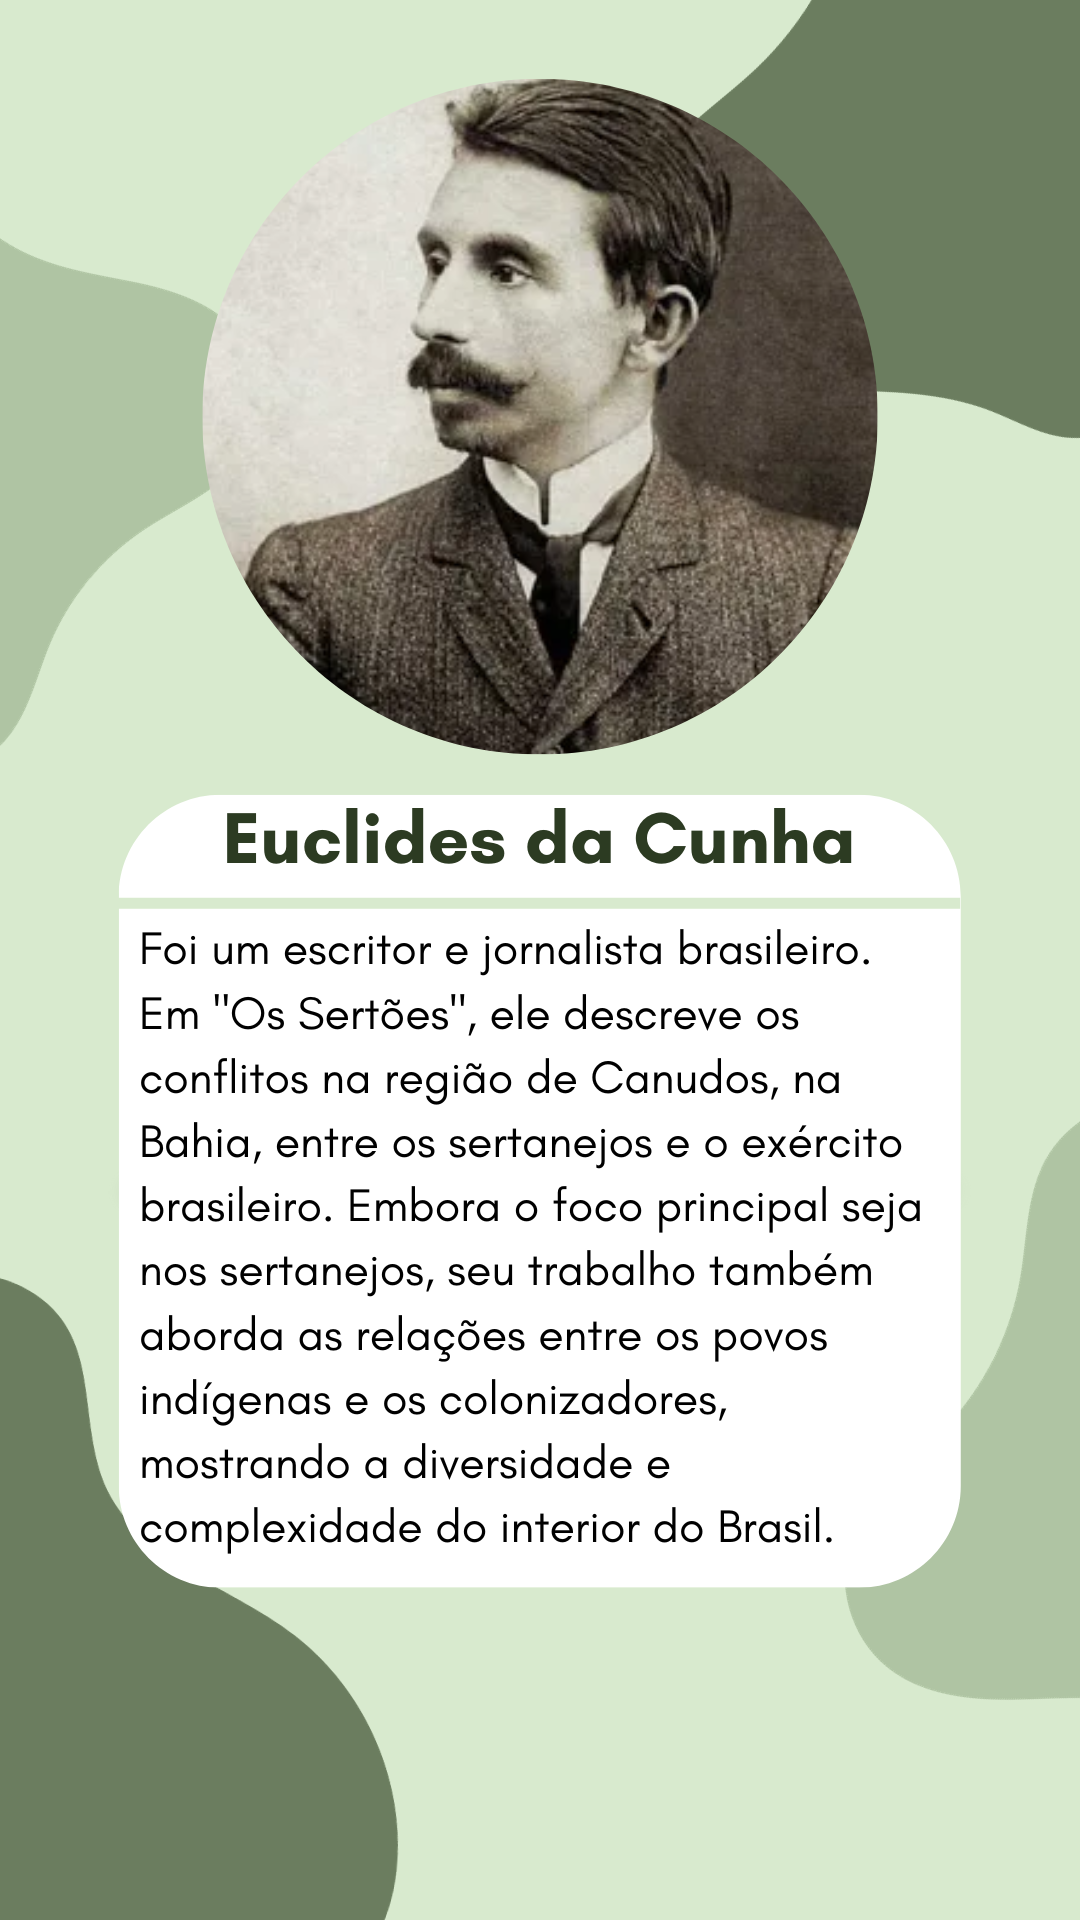 Euclides da Cunha
Foi um escritor e jornalista brasileiro.
Em "Os Sertões", ele descreve os
conflitos na região de Canudos, na
Bahia, entre os sertanejos e o exército
brasileiro. Embora o foco principal seja
nos sertanejos, seu trabalho também
aborda as relações entre os povos
indígenas e os colonizadores,
mostrando a diversidade e
complexidade do interior do Brasil.